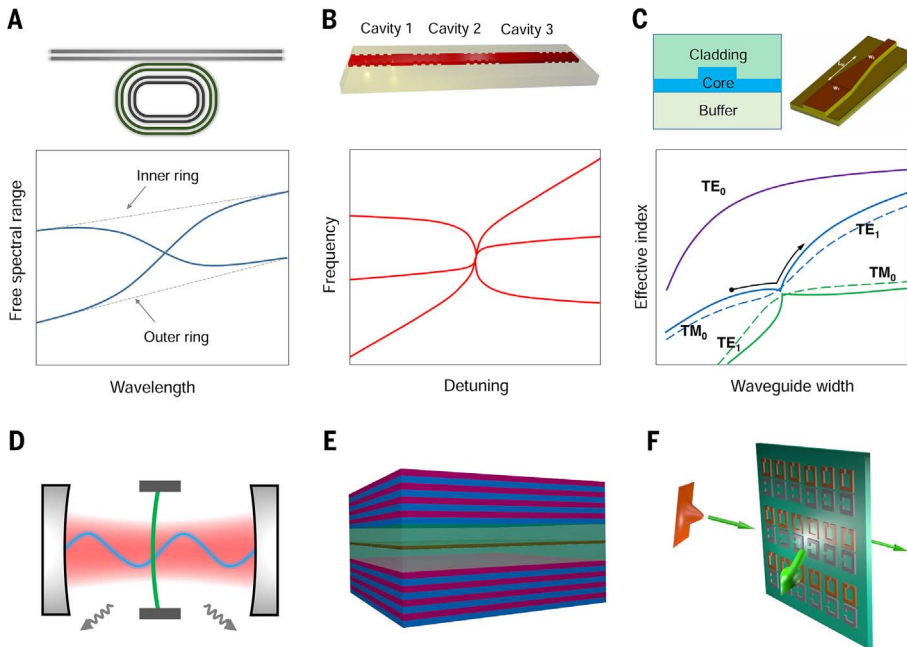 A
B
C
Cavity 1
Cavity 2
Cavity 3
Cladding
Core
Buffer
Free spectral range
Inner ring
Outer ring
Wavelength
Frequency
Detuning
Effective index
TE0
TE1
TM0
TM0
TE1
Waveguide width
D
E
F